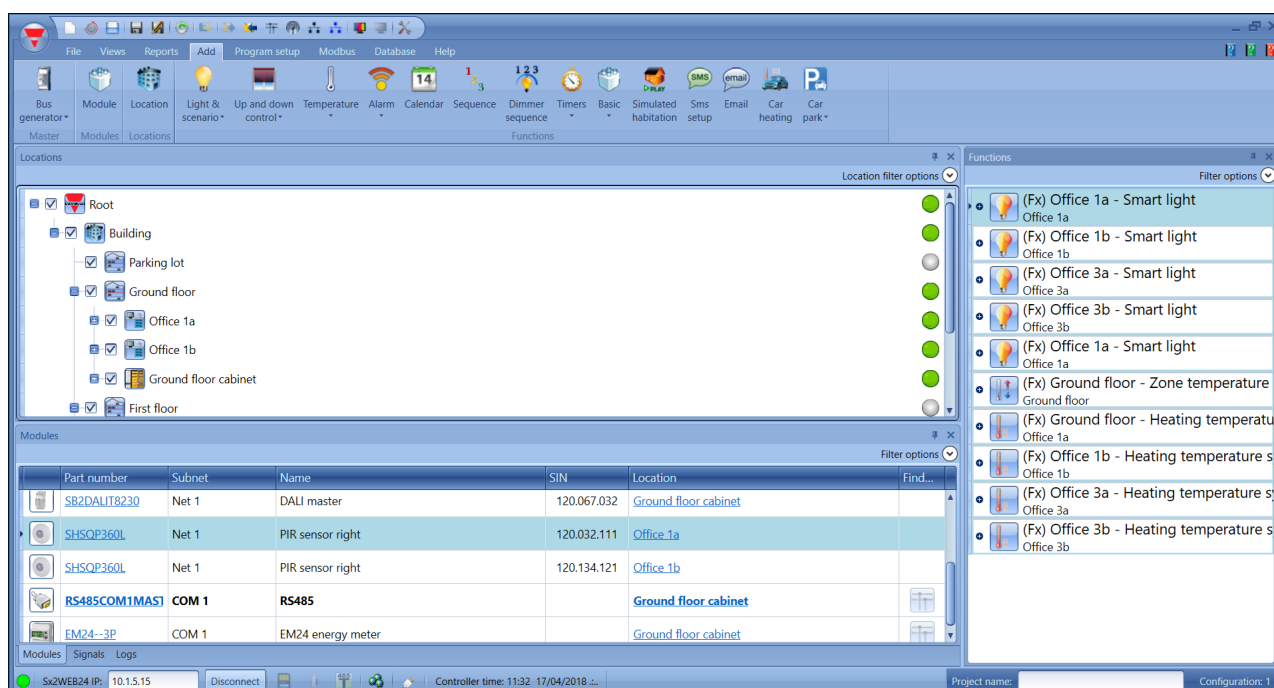 File Views Reports Add Program setup Modbus Database Help
Bus generator Module Location Light & scenario Up and down control Temperature Alarm 14 Calendar 1 2 3 Sequence 1 2 3 Dimmer sequence Timers Basic PLAY Simulated habitation SMS Sms setup email Email Car heating P Car park
Master Modules Locations Functions
Locations
Location filter options
Root
Building
Parking lot
Ground floor
Office 1a
Office 1b
Ground floor cabinet
First floor
Modules
Filter options
Part number Subnet Name SIN Location Find...
SB2DALIT8230 Net 1 DALI master 120.067.032 Ground floor cabinet
SHSQP360L Net 1 PIR sensor right 120.032.111 Office 1a
SHSQP360L Net 1 PIR sensor right 120.134.121 Office 1b
RS485COM1MAST COM 1 RS485 Ground floor cabinet
EM24--3P COM 1 EM24 energy meter Ground floor cabinet
Modules Signals Logs
Functions
Filter options
(Fx) Office 1a - Smart light
Office 1a
(Fx) Office 1b - Smart light
Office 1b
(Fx) Office 3a - Smart light
Office 3a
(Fx) Office 3b - Smart light
Office 3b
(Fx) Office 1a - Smart light
Office 1a
(Fx) Ground floor - Zone temperature
Ground floor
(Fx) Ground floor - Heating temperatu
Office 1a
(Fx) Office 1b - Heating temperature s
Office 1b
(Fx) Office 3a - Heating temperature sy
Office 3a
(Fx) Office 3b - Heating temperature s
Office 3b
Sx2WEB24 IP: 10.1.5.15 Disconnect Controller time: 11:32 17/04/2018 .:. Project name: Configuration: 1